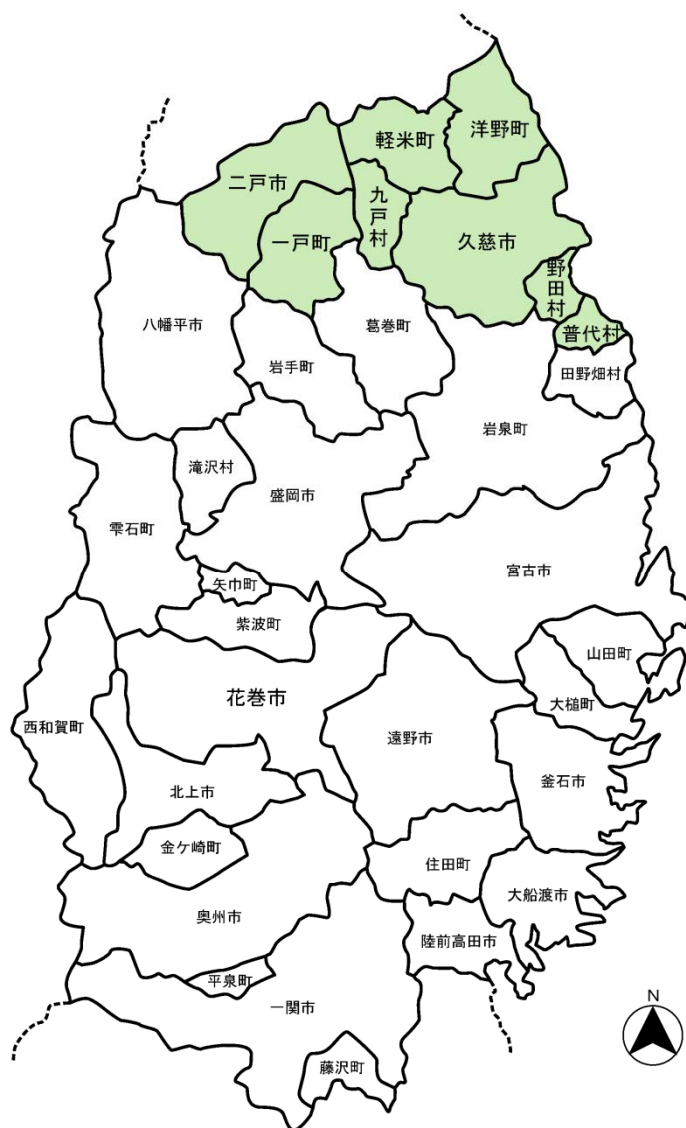 洋野町
軽米町
二戸市
九戸村
一戸町
久慈市
野田村
普代村
八幡平市
葛巻町
岩手町
田野畑村
岩泉町
滝沢村
盛岡市
雫石町
宮古市
矢巾町
紫波町
山田町
花巻市
大槌町
西和賀町
遠野市
釜石市
北上市
金ケ崎町
住田町
大船渡市
奥州市
陸前高田市
平泉町
一関市
N
藤沢町